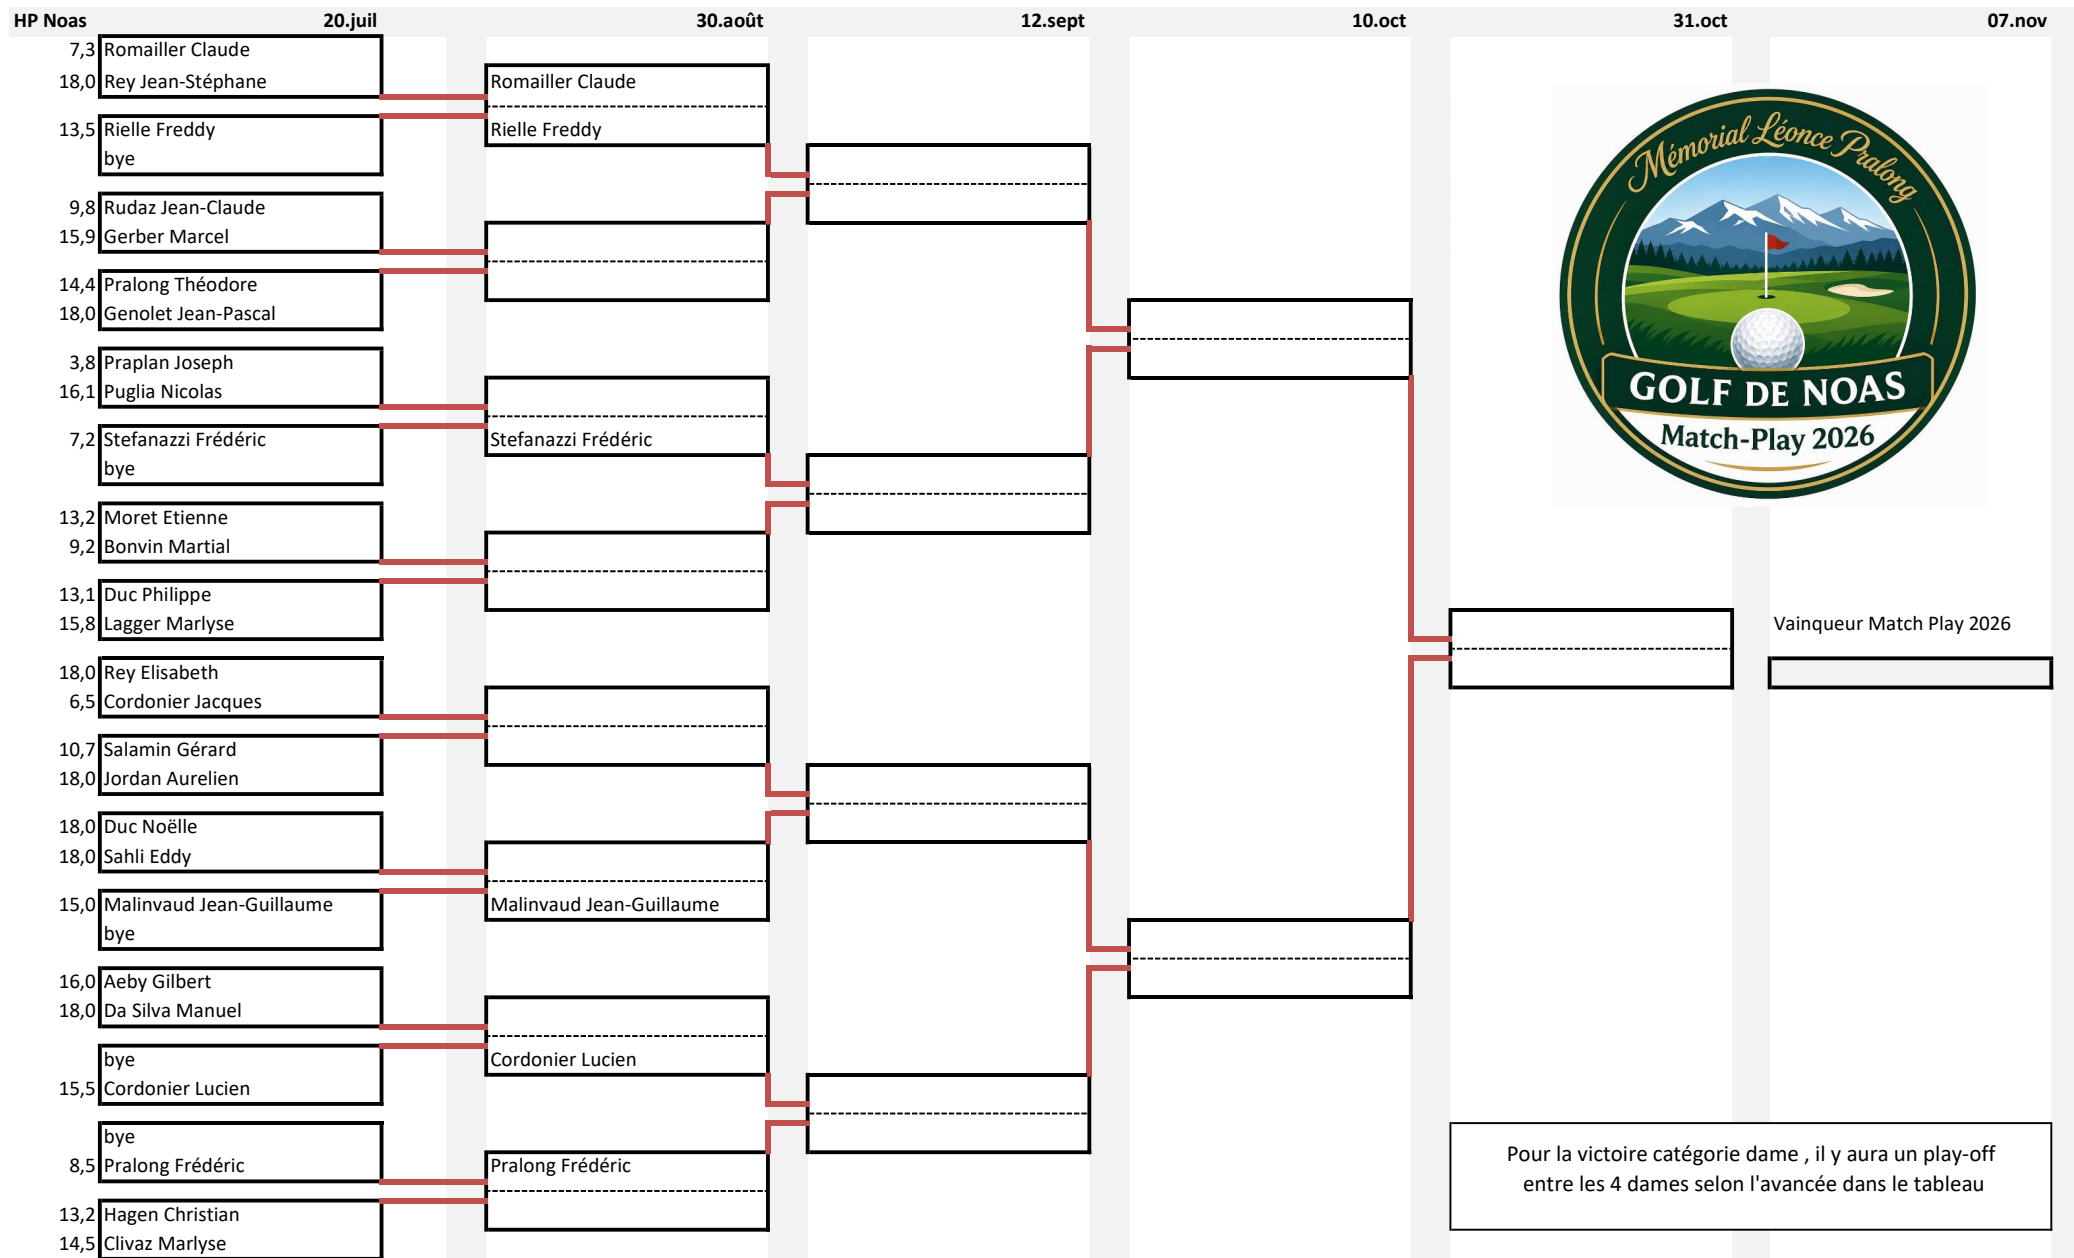 HP Noas 20.juil 30.août 12.sept 10.oct 31.oct 07.nov
7,3 Romailler Claude
18,0 Rey Jean-Stéphane
13,5 Rielle Freddy
bye
9,8 Rudaz Jean-Claude
15,9 Gerber Marcel
14,4 Pralong Théodore
18,0 Genolet Jean-Pascal
3,8 Praplan Joseph
16,1 Puglia Nicolas
7,2 Stefanazzi Frédéric
bye
13,2 Moret Etienne
9,2 Bonvin Martial
13,1 Duc Philippe
15,8 Lagger Marlyse
18,0 Rey Elisabeth
6,5 Cordonier Jacques
10,7 Salamin Gérard
18,0 Jordan Aurelien
18,0 Duc Noëlle
18,0 Sahli Eddy
15,0 Malinvaud Jean-Guillaume
bye
16,0 Aeby Gilbert
18,0 Da Silva Manuel
bye
15,5 Cordonier Lucien
bye
8,5 Pralong Frédéric
13,2 Hagen Christian
14,5 Clivaz Marlyse
Romailler Claude
Rielle Freddy
Stefanazzi Frédéric
Malinvaud Jean-Guillaume
Cordonier Lucien
Pralong Frédéric
Mémorial Léonce Pralong
GOLF DE NOAS
Match-Play 2026
Vainqueur Match Play 2026
Pour la victoire catégorie dame , il y aura un play-off
entre les 4 dames selon l'avancée dans le tableau